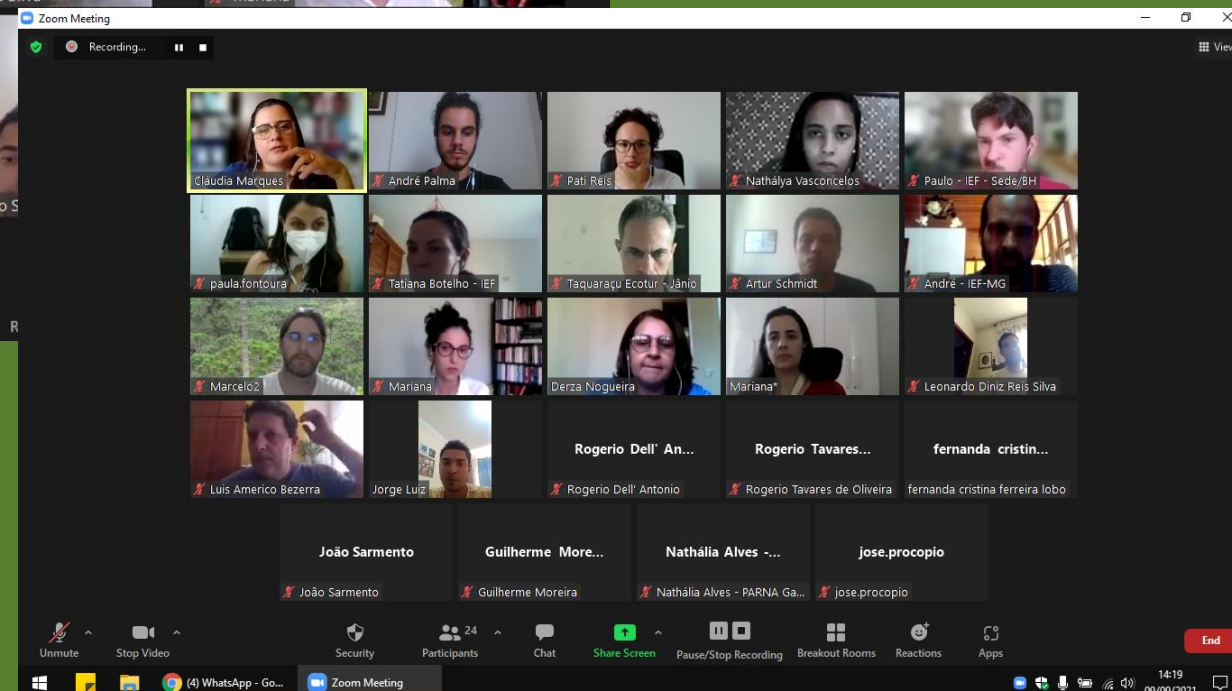 Mariana
Zoom Meeting
Recording...
View
Cláudia Marques
André Palma
Pati Reis
Nathálya Vasconcelos
Paulo - IEF - Sede/BH
paula.fontoura
Tatiana Botelho - IEF
Taquaraçu Ecotur - Jânio
Artur Schmidt
André - IEF-MG
Marcelo2
Mariana
Derza Nogueira
Mariana*
Leonardo Diniz Reis Silva
Luis Americo Bezerra
Jorge Luiz
Rogerio Dell' An...
Rogerio Dell' Antonio
Rogerio Tavares...
Rogerio Tavares de Oliveira
fernanda cristin...
fernanda cristina ferreira lobo
João Sarmento
João Sarmento
Guilherme More...
Guilherme Moreira
Nathália Alves -...
Nathália Alves - PARNA Ga...
jose.procopio
jose.procopio
Unmute
Stop Video
Security
24
Participants
Chat
Share Screen
Pause/Stop Recording
Breakout Rooms
Reactions
Apps
End
(4) WhatsApp - Go...
Zoom Meeting
14:19
09/09/2021